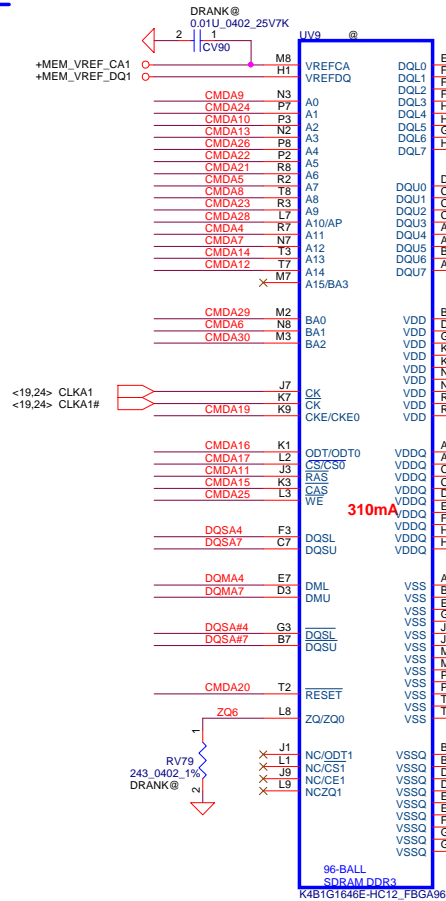 DRANK@
0.01U_0402_25V7K
2 1 UV9 @
CV90
+MEM_VREF_CA1 M8 VREFCA DQL0
+MEM_VREF_DQ1 H1 VREFDQ DQL1
DQL2
CMDA9 N3 A0 DQL3
CMDA24 P7 A1 DQL4
CMDA10 P3 A2 DQL5
CMDA13 N2 A3 DQL6
CMDA26 P8 A4 DQL7
CMDA22 P2 A5
CMDA21 R8 A6
CMDA5 R2 A7 DQU0
CMDA8 T8 A8 DQU1
CMDA23 R3 A9 DQU2
CMDA28 L7 A10/AP DQU3
CMDA4 R7 A11 DQU4
CMDA7 N7 A12 DQU5
CMDA14 T3 A13 DQU6
CMDA12 T7 A14 DQU7
M7 A15/BA3
CMDA29 M2 BA0 VDD
CMDA6 N8 BA1 VDD
CMDA30 M3 BA2 VDD
VDD
VDD
VDD
<19,24> CLKA1 J7 CK VDD
<19,24> CLKA1# K7 CK VDD
CMDA19 K9 CKE/CKE0 VDD
CMDA16 K1 ODT/ODT0 VDDQ
CMDA17 L2 CS/CS0 VDDQ
CMDA11 J3 RAS VDDQ
CMDA15 K3 CAS VDDQ
CMDA25 L3 WE VDDQ
310mA VDDQ
VDDQ
DQSA4 F3 DQSL VDDQ
DQSA7 C7 DQSU VDDQ
DQMA4 E7 DML VSS
DQMA7 D3 DMU VSS
VSS
VSS
DQSA#4 G3 DQSL VSS
DQSA#7 B7 DQSU VSS
VSS
VSS
VSS
CMDA20 T2 RESET VSS
VSS
ZQ6 L8 ZQ/ZQ0 VSS
1
J1 NC/ODT1 VSSQ
RV79 L1 NC/CS1 VSSQ
243_0402_1% J9 NC/CE1 VSSQ
DRANK@ 2 L9 NCZQ1 VSSQ
VSSQ
VSSQ
VSSQ
VSSQ
VSSQ
96-BALL
SDRAM DDR3
K4B1G1646E-HC12_FBGA96